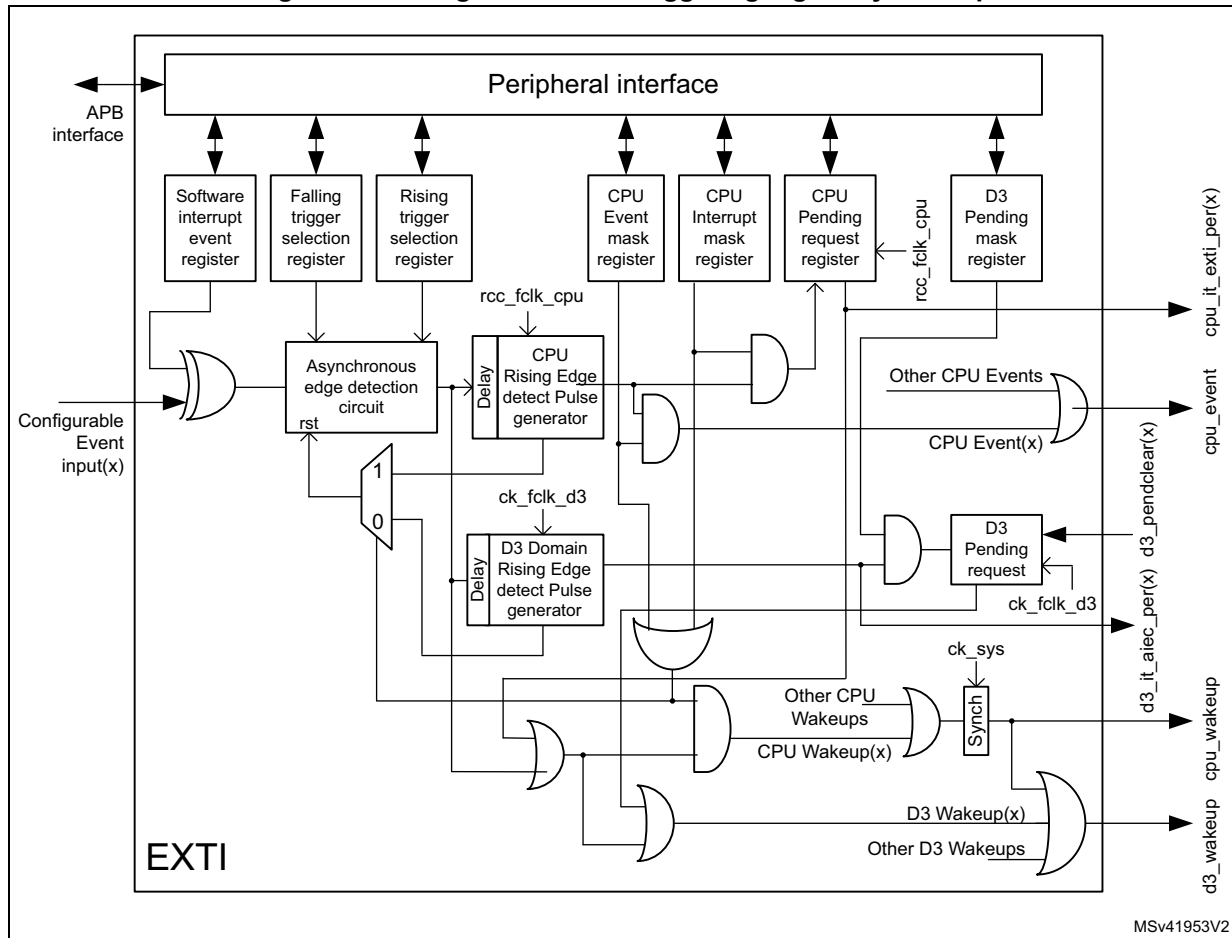 Peripheral interface
APB
interface
Software
interrupt
event
register
Falling
trigger
selection
register
Rising
trigger
selection
register
CPU
Event
mask
register
CPU
Interrupt
mask
register
CPU
Pending
request
register
D3
Pending
mask
register
rcc_fclk_cpu
cpu_it_exti_per(x)
rcc_fclk_cpu
Asynchronous
edge detection
circuit
rst
Delay
CPU
Rising Edge
detect Pulse
generator
Other CPU Events
CPU Event(x)
cpu_event
Configurable
Event
input(x)
1
0
ck_fclk_d3
Delay
D3 Domain
Rising Edge
detect Pulse
generator
D3
Pending
request
d3_pendclear(x)
ck_fclk_d3
d3_it_aiec_per(x)
ck_sys
Other CPU
Wakeups
CPU Wakeup(x)
Synch
cpu_wakeup
D3 Wakeup(x)
Other D3 Wakeups
d3_wakeup
EXTI
MSv41953V2